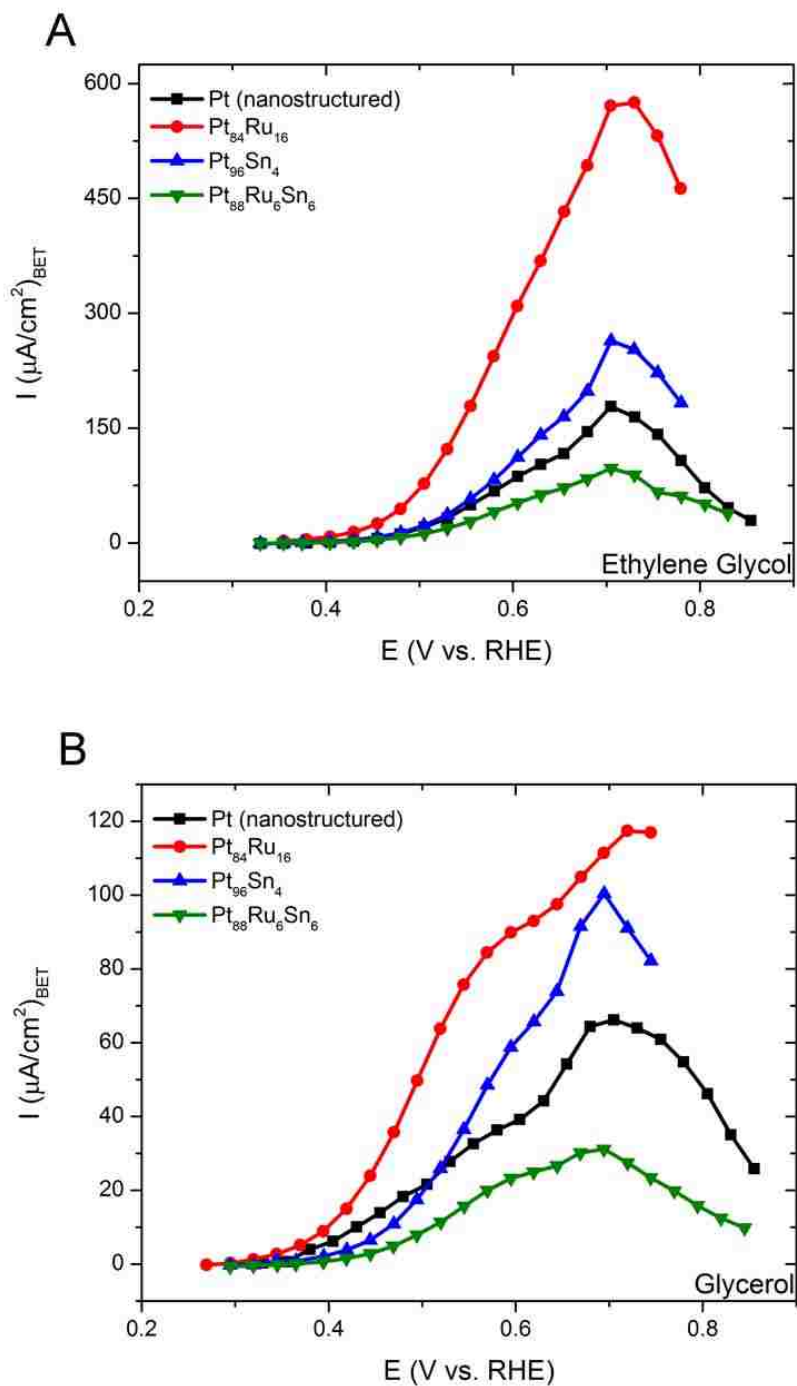 A
600
450
300
150
0
Pt (nanostructured)
Pt₈₄Ru₁₆
Pt₉₆Sn₄
Pt₈₈Ru₆Sn₆
I (μA/cm²)BET
Ethylene Glycol
0.2 0.4 0.6 0.8
E (V vs. RHE)
B
120
100
80
60
40
20
0
Pt (nanostructured)
Pt₈₄Ru₁₆
Pt₉₆Sn₄
Pt₈₈Ru₆Sn₆
I (μA/cm²)BET
Glycerol
0.2 0.4 0.6 0.8
E (V vs. RHE)